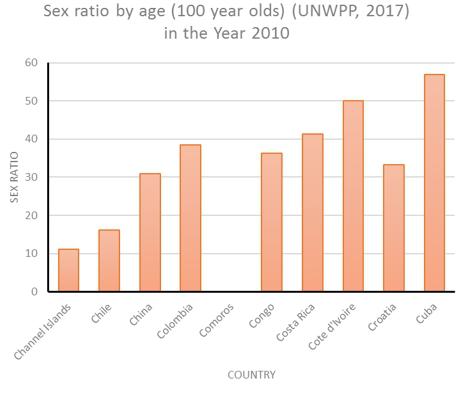 Sex ratio by age (100 year olds) (UNWPP, 2017)
in the Year 2010
60
50
40
30
20
10
0
SEX RATIO
Channel Islands
Chile
China
Colombia
Comoros
Congo
Costa Rica
Cote d'Ivoire
Croatia
Cuba
COUNTRY